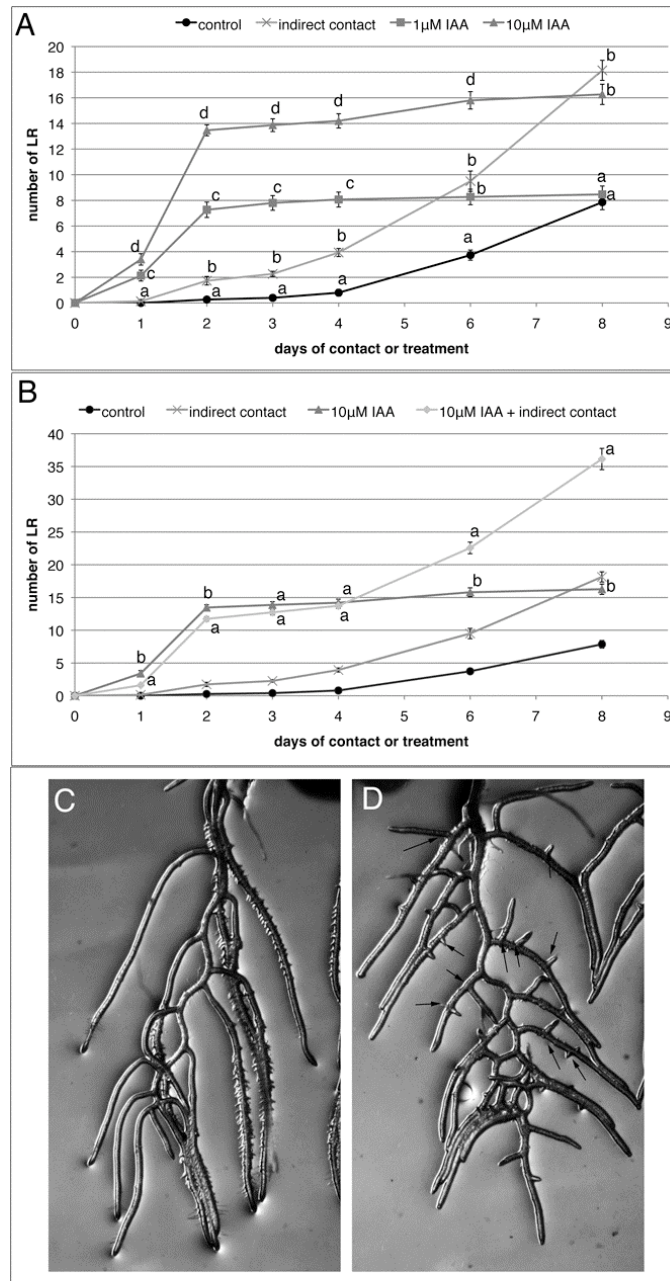 A
control indirect contact 1µM IAA 10µM IAA
number of LR
20
18
16
14
12
10
8
6
4
2
0
d d d d d b b
c c c c b a a
a b b b b
a a a a
0 1 2 3 4 5 6 7 8 9
days of contact or treatment
B
control indirect contact 10µM IAA 10µM IAA + indirect contact
number of LR
40
35
30
25
20
15
10
5
0
b b a a b b
a a a a a a
0 1 2 3 4 5 6 7 8 9
days of contact or treatment
C D